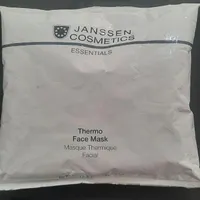 JANSSEN
COSMETICS
ESSENTIALS
Thermo
Face Mask
Masque Thermique
Facial